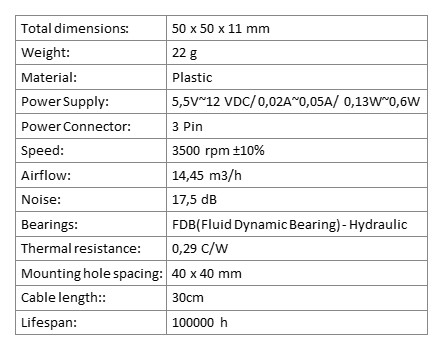 Total dimensions: 50 x 50 x 11 mm
Weight: 22 g
Material: Plastic
Power Supply: 5,5V~12 VDC/ 0,02A~0,05A/ 0,13W~0,6W
Power Connector: 3 Pin
Speed: 3500 rpm ±10%
Airflow: 14,45 m3/h
Noise: 17,5 dB
Bearings: FDB(Fluid Dynamic Bearing) - Hydraulic
Thermal resistance: 0,29 C/W
Mounting hole spacing: 40 x 40 mm
Cable length:: 30cm
Lifespan: 100000 h